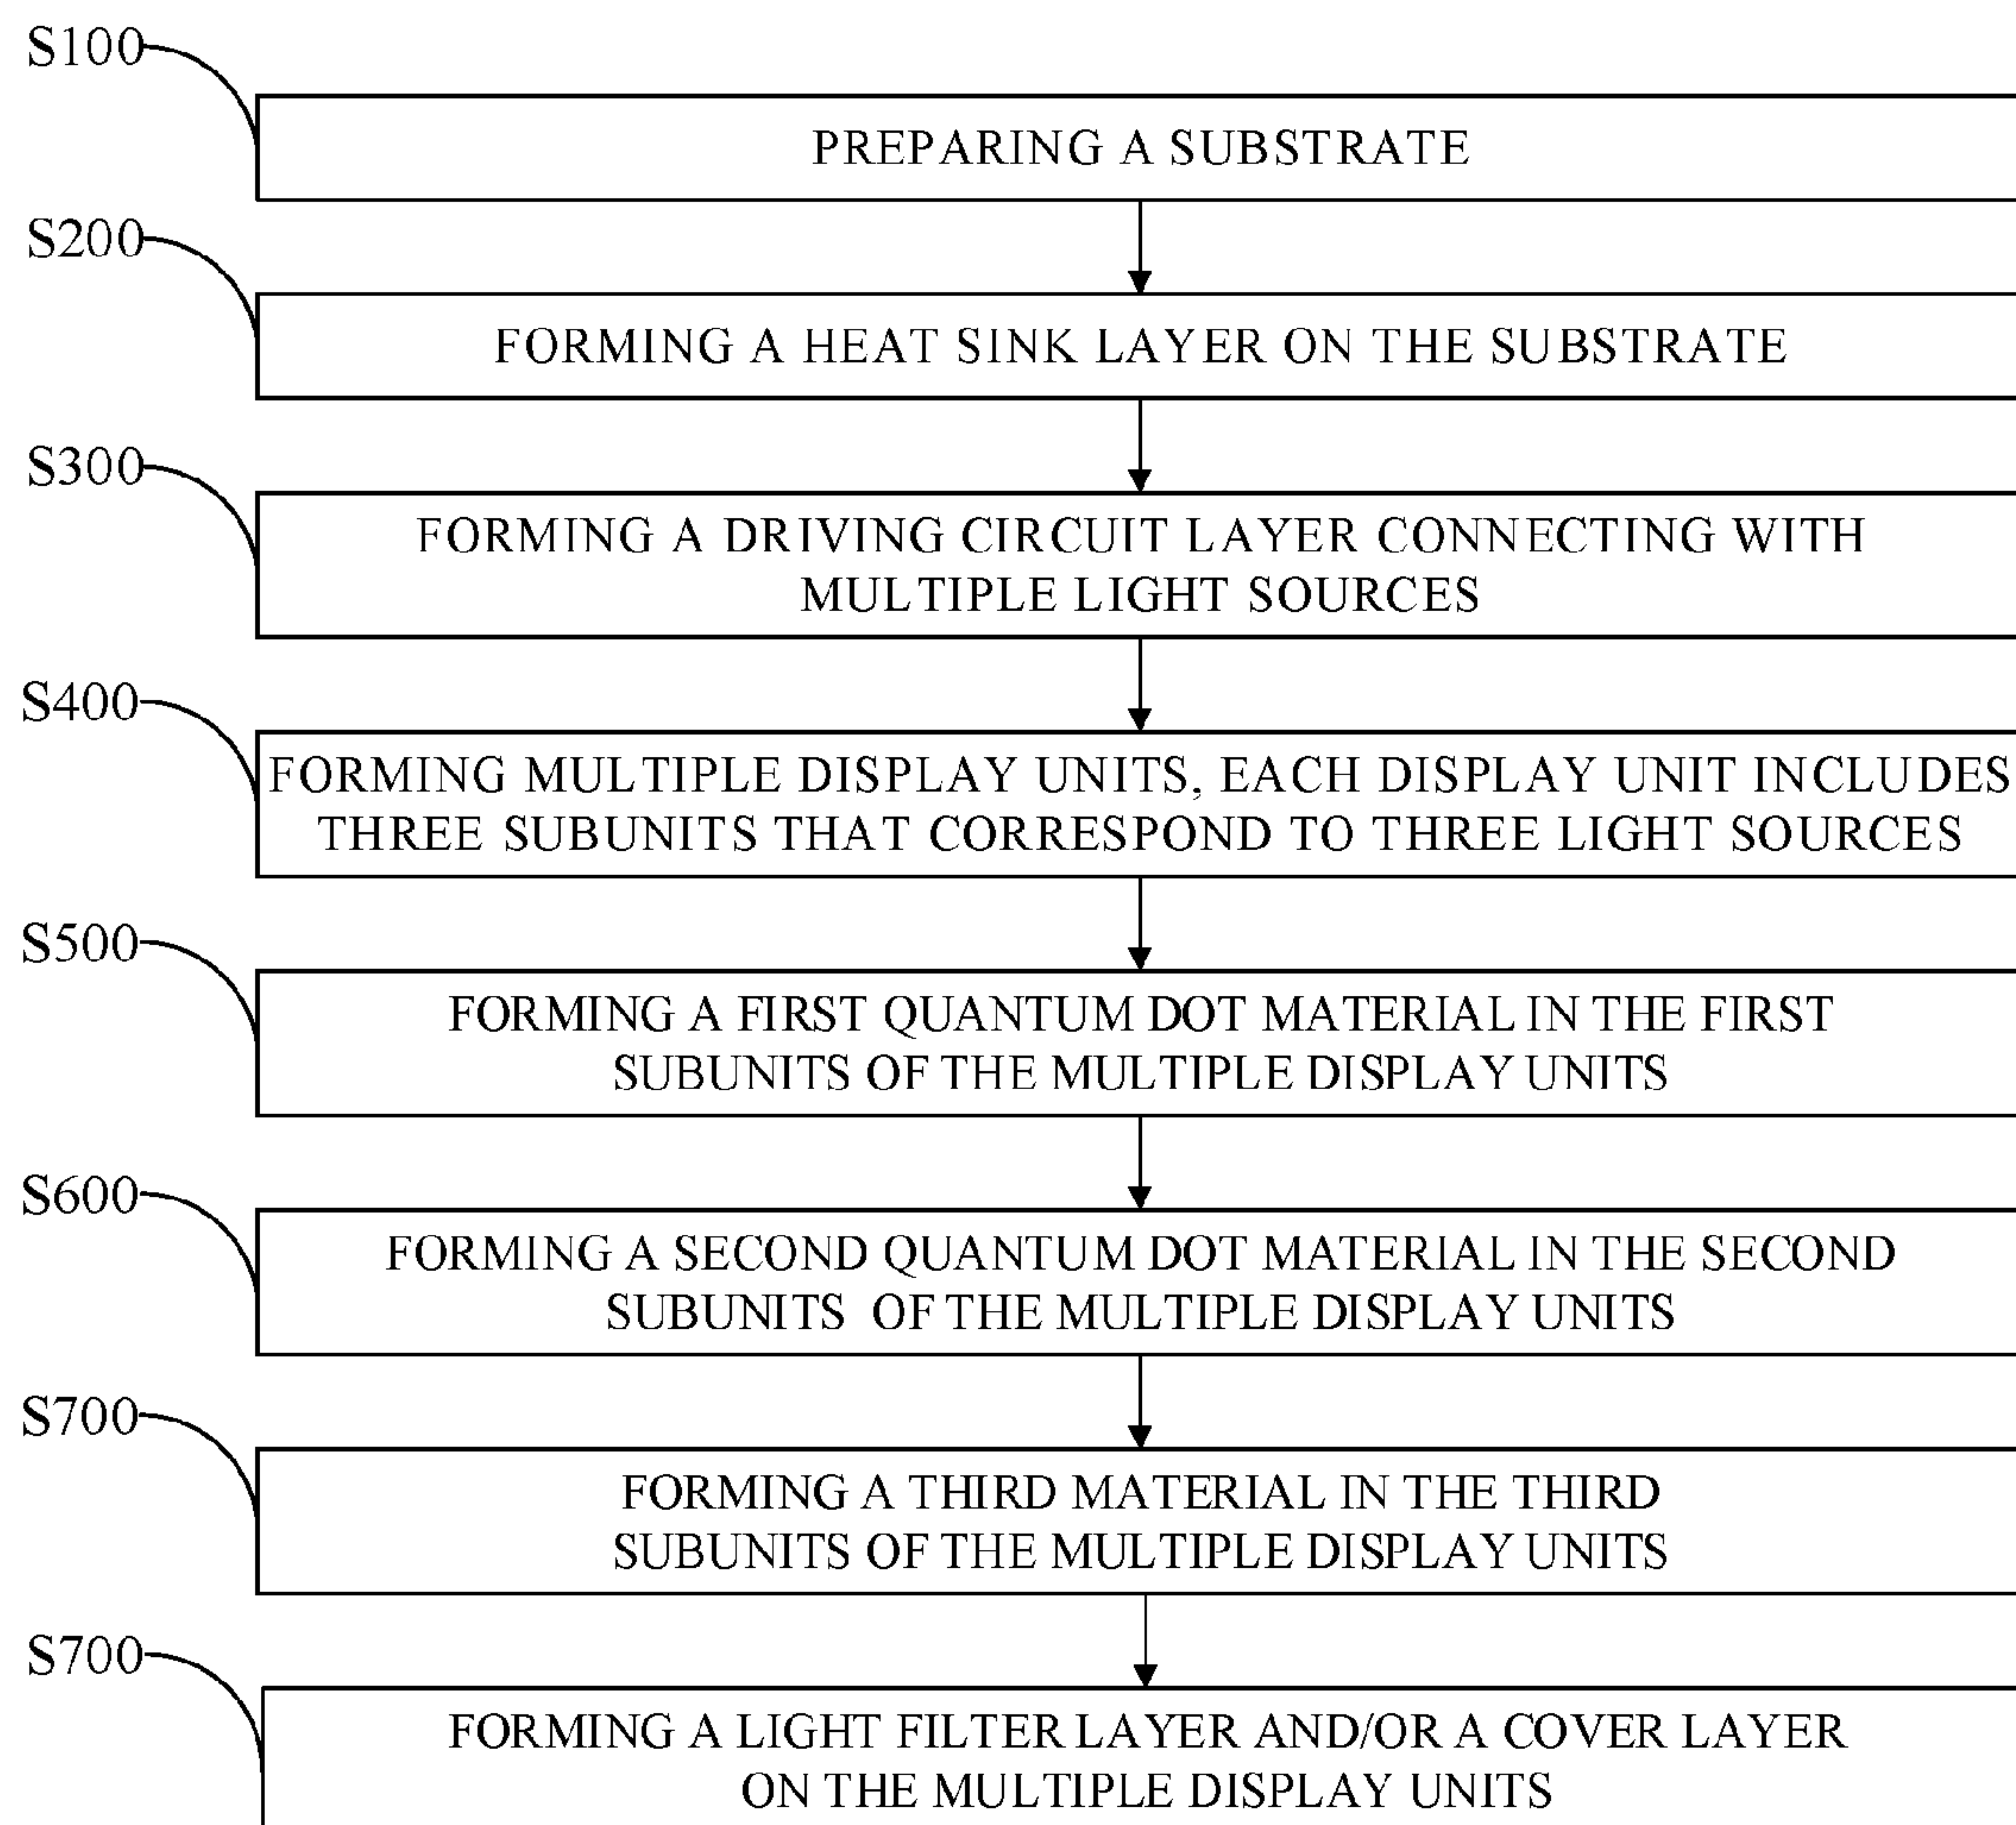 S100
PREPARING A SUBSTRATE
S200
FORMING A HEAT SINK LAYER ON THE SUBSTRATE
S300
FORMING A DRIVING CIRCUIT LAYER CONNECTING WITH
MULTIPLE LIGHT SOURCES
S400
FORMING MULTIPLE DISPLAY UNITS, EACH DISPLAY UNIT INCLUDES
THREE SUBUNITS THAT CORRESPOND TO THREE LIGHT SOURCES
S500
FORMING A FIRST QUANTUM DOT MATERIAL IN THE FIRST
SUBUNITS OF THE MULTIPLE DISPLAY UNITS
S600
FORMING A SECOND QUANTUM DOT MATERIAL IN THE SECOND
SUBUNITS OF THE MULTIPLE DISPLAY UNITS
S700
FORMING A THIRD MATERIAL IN THE THIRD
SUBUNITS OF THE MULTIPLE DISPLAY UNITS
S700
FORMING A LIGHT FILTER LAYER AND/OR A COVER LAYER
ON THE MULTIPLE DISPLAY UNITS